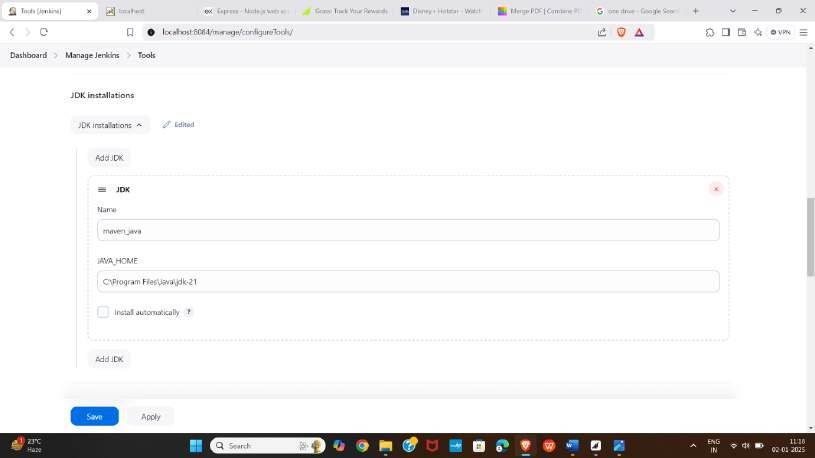 Tools [Jenkins]
localhost
Express - Node.js web ap
Groww Track Your Rewards
Disney+ Hotstar - Watch
Merge PDF | Combine PD
one drive - Google Search
localhost:8084/manage/configureTools/
VPN
Dashboard > Manage Jenkins > Tools
JDK installations
JDK installations
Edited
Add JDK
JDK
Name
maven_java
JAVA_HOME
C:\Program Files\Java\jdk-21
Install automatically ?
Add JDK
Save
Apply
23°C
Haze
Search
ENG
IN
11:16
02-01-2025